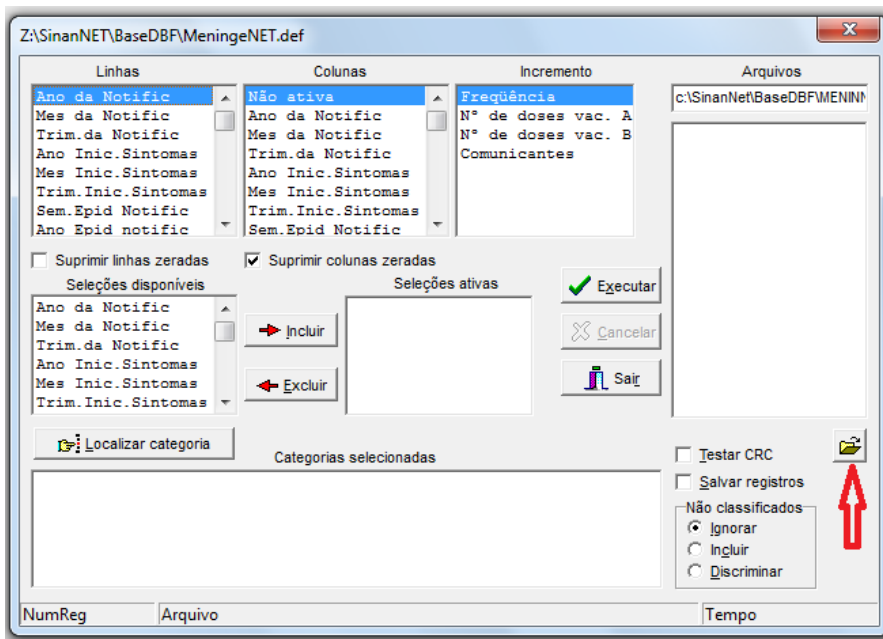 Z:\SinanNET\BaseDBF\MeningeNET.def
Linhas
Ano da Notific
Mes da Notific
Trim.da Notific
Ano Inic.Sintomas
Mes Inic.Sintomas
Trim.Inic.Sintomas
Sem.Epid Notific
Ano Epid notific
Colunas
Não ativa
Ano da Notific
Mes da Notific
Trim.da Notific
Ano Inic.Sintomas
Mes Inic.Sintomas
Trim.Inic.Sintomas
Sem.Epid Notific
Incremento
Freqüência
Nº de doses vac. A
Nº de doses vac. B
Comunicantes
Arquivos
c:\SinanNet\BaseDBF\MENINN
Suprimir linhas zeradas
Suprimir colunas zeradas
Seleções disponíveis
Ano da Notific
Mes da Notific
Trim.da Notific
Ano Inic.Sintomas
Mes Inic.Sintomas
Trim.Inic.Sintomas
Incluir
Excluir
Seleções ativas
Executar
Cancelar
Sair
Localizar categoria
Categorias selecionadas
Testar CRC
Salvar registros
Não classificados
Ignorar
Incluir
Discriminar
NumReg
Arquivo
Tempo